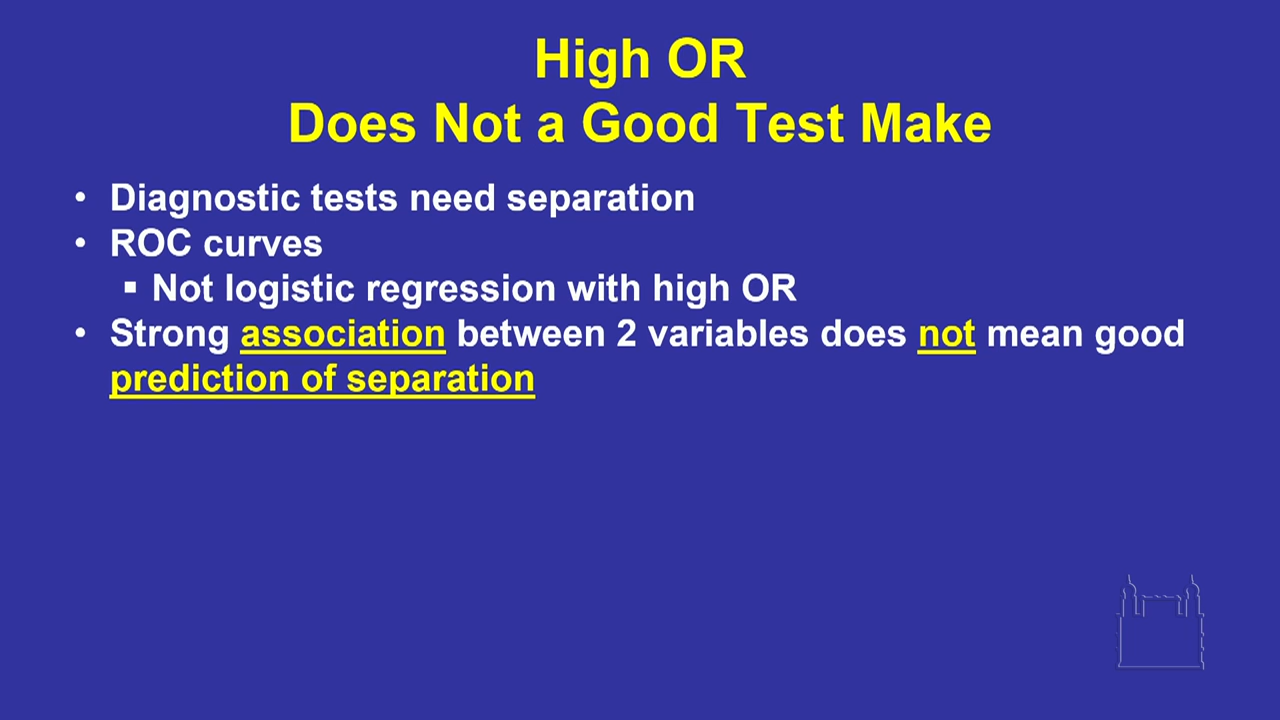 High OR
Does Not a Good Test Make
• Diagnostic tests need separation
• ROC curves
▪ Not logistic regression with high OR
• Strong association between 2 variables does not mean good
prediction of separation